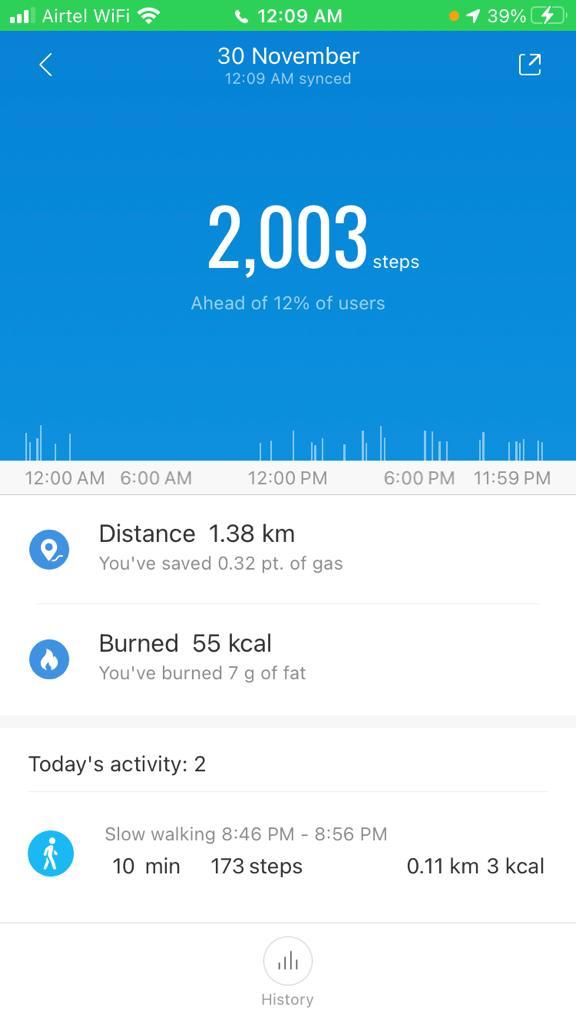 Airtel WiFi 12:09 AM 39%
30 November
12:09 AM synced
2,003 steps
Ahead of 12% of users
12:00 AM 6:00 AM 12:00 PM 6:00 PM 11:59 PM
Distance 1.38 km
You've saved 0.32 pt. of gas
Burned 55 kcal
You've burned 7 g of fat
Today's activity: 2
Slow walking 8:46 PM - 8:56 PM
10 min 173 steps 0.11 km 3 kcal
History